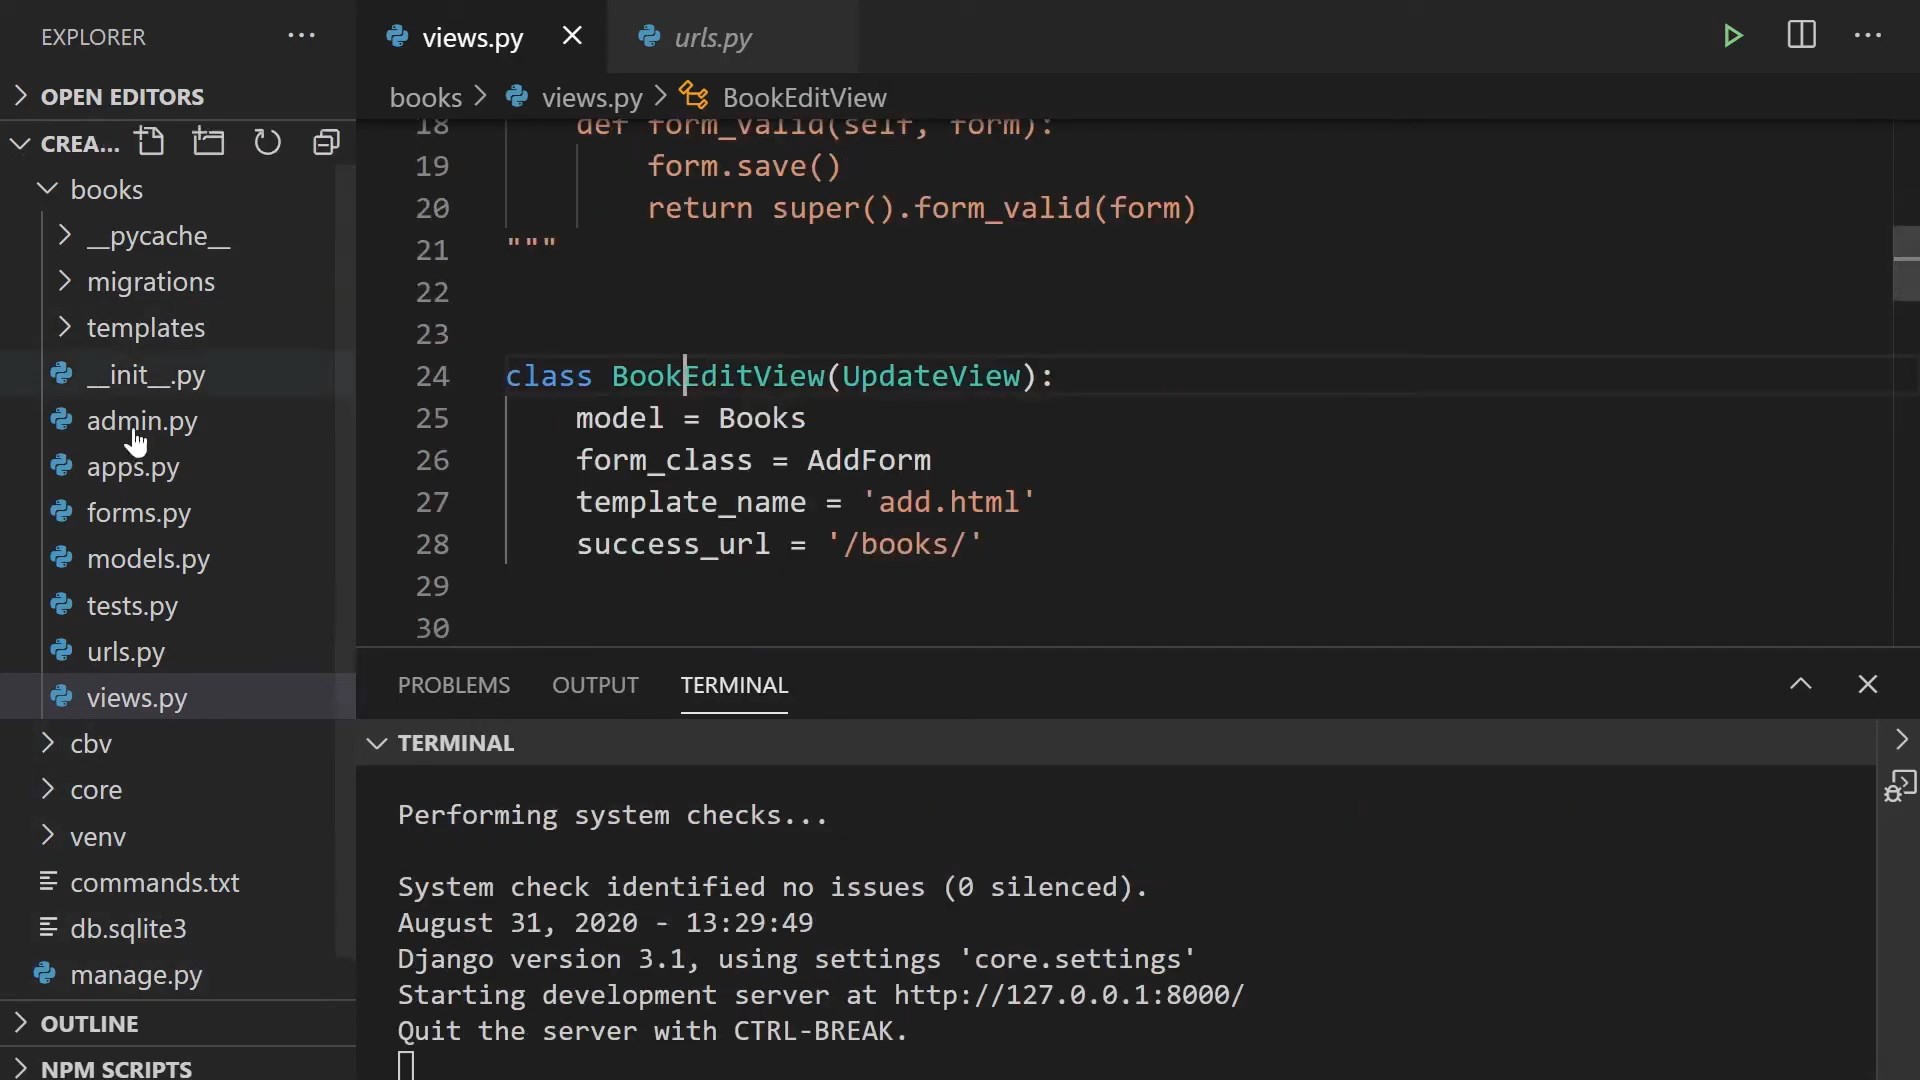 EXPLORER
OPEN EDITORS
CREA...
books
__pycache__
migrations
templates
__init__.py
admin.py
apps.py
forms.py
models.py
tests.py
urls.py
views.py
cbv
core
venv
commands.txt
db.sqlite3
manage.py
OUTLINE
NPM SCRIPTS
views.py
urls.py
books > views.py > BookEditView
18 def form_valid(self, form):
19 form.save()
20 return super().form_valid(form)
21 """
22
23
24 class BookEditView(UpdateView):
25 model = Books
26 form_class = AddForm
27 template_name = 'add.html'
28 success_url = '/books/'
29
30
PROBLEMS OUTPUT TERMINAL
TERMINAL
Performing system checks...
System check identified no issues (0 silenced).
August 31, 2020 - 13:29:49
Django version 3.1, using settings 'core.settings'
Starting development server at http://127.0.0.1:8000/
Quit the server with CTRL-BREAK.